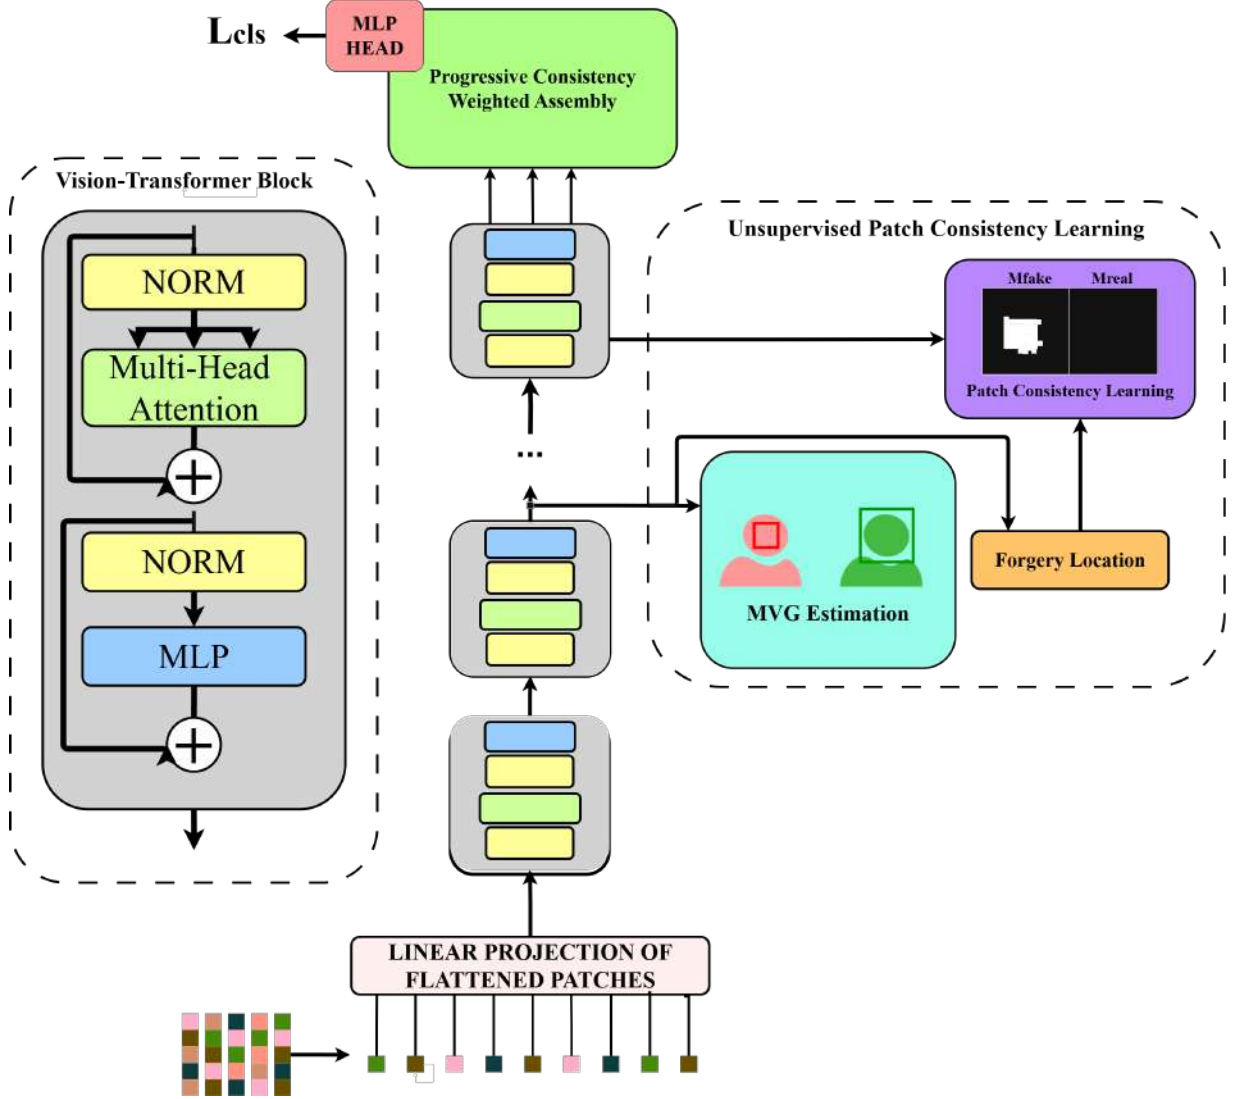 Lcls
MLP
HEAD
Progressive Consistency
Weighted Assembly
Vision-Transformer Block
NORM
Multi-Head
Attention
NORM
MLP
Unsupervised Patch Consistency Learning
Mfake Mreal
Patch Consistency Learning
...
MVG Estimation
Forgery Location
LINEAR PROJECTION OF
FLATTENED PATCHES